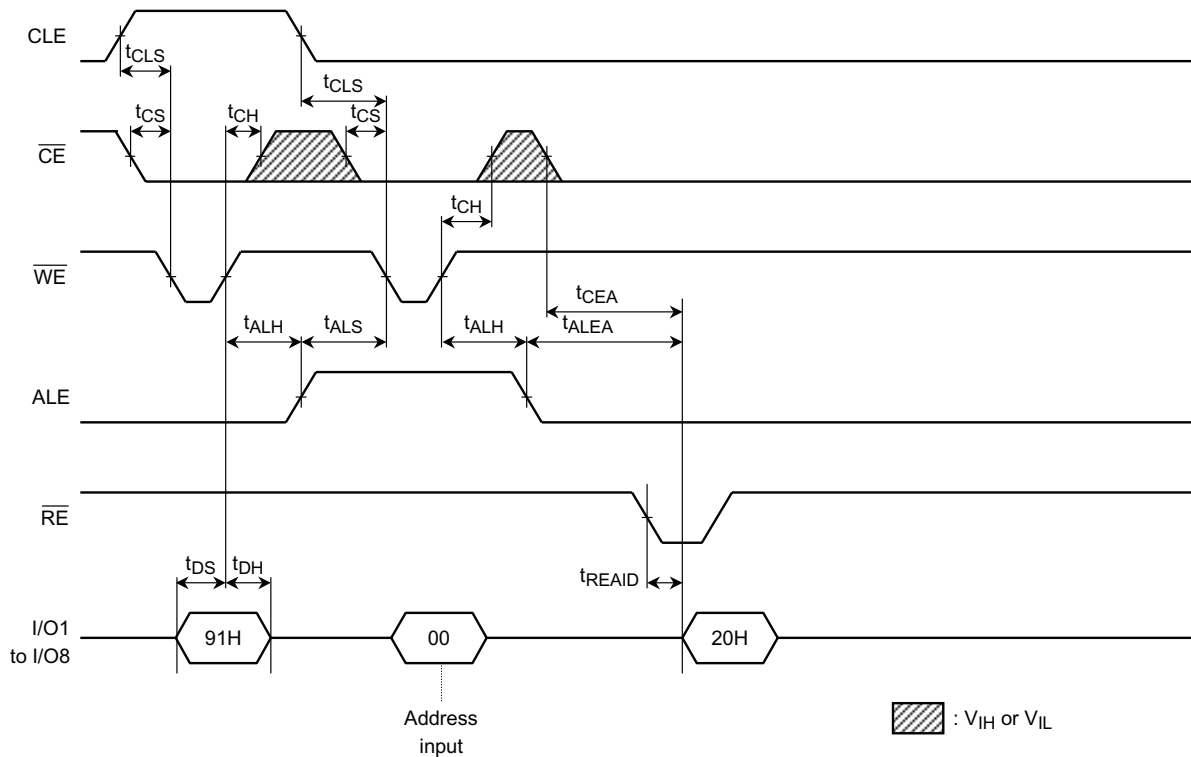 CLE
tCLS
tCLS
tCS
tCH
tCS
CE
tCH
WE
tCEA
tALH
tALS
tALH
tALEA
ALE
RE
tDS
tDH
tREAID
I/O1
to I/O8
91H
00
20H
Address
input
: VIH or VIL